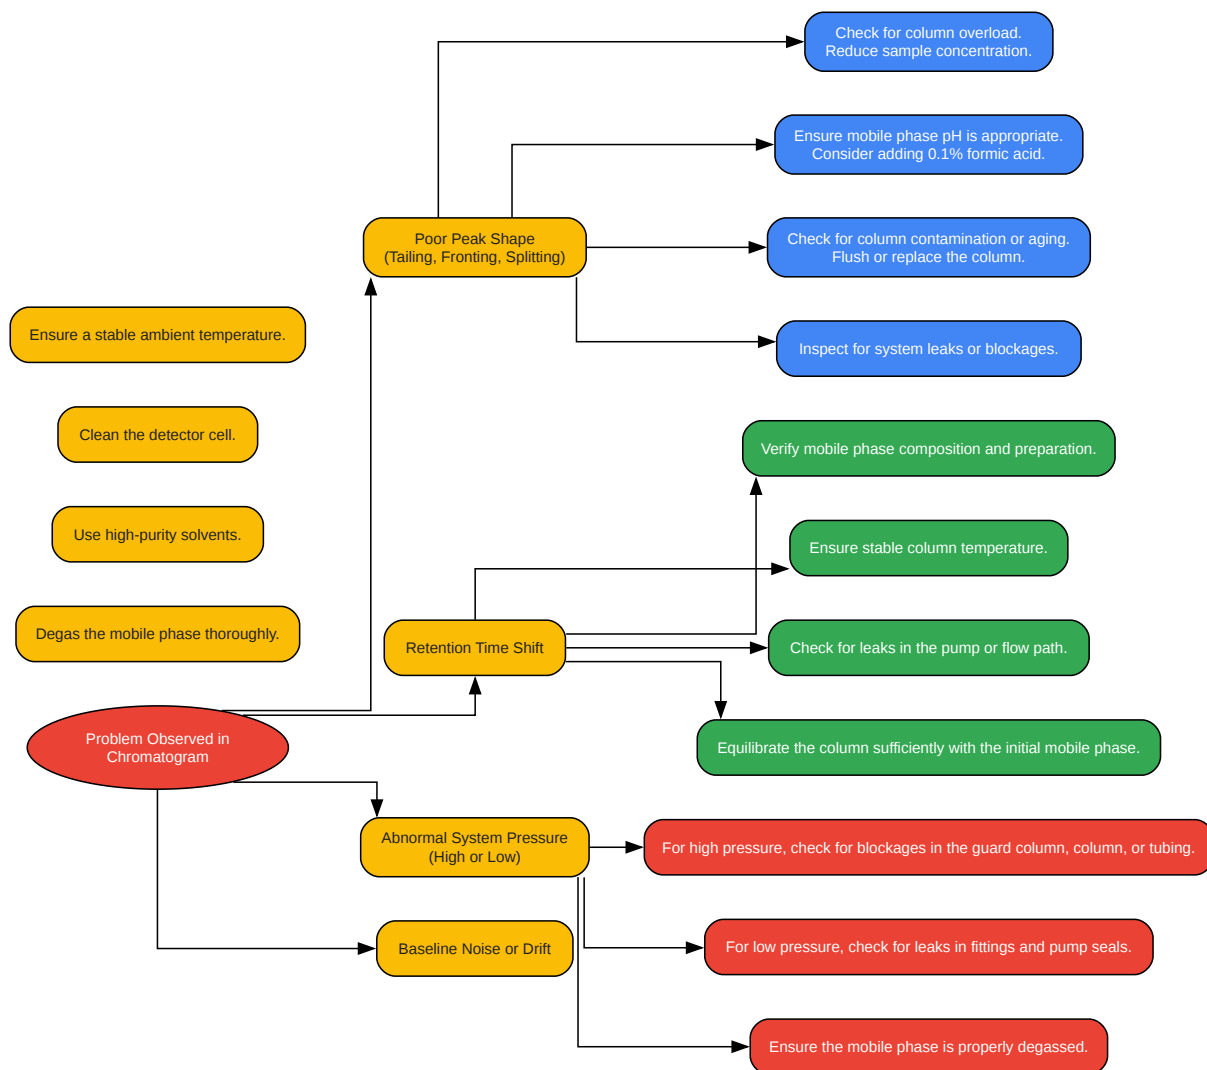 Check for column overload.
Reduce sample concentration.
Ensure mobile phase pH is appropriate.
Consider adding 0.1% formic acid.
Poor Peak Shape
(Tailing, Fronting, Splitting)
Check for column contamination or aging.
Flush or replace the column.
Ensure a stable ambient temperature.
Inspect for system leaks or blockages.
Clean the detector cell.
Verify mobile phase composition and preparation.
Use high-purity solvents.
Ensure stable column temperature.
Degas the mobile phase thoroughly.
Retention Time Shift
Check for leaks in the pump or flow path.
Problem Observed in
Chromatogram
Equilibrate the column sufficiently with the initial mobile phase.
Abnormal System Pressure
(High or Low)
For high pressure, check for blockages in the guard column, column, or tubing.
Baseline Noise or Drift
For low pressure, check for leaks in fittings and pump seals.
Ensure the mobile phase is properly degassed.